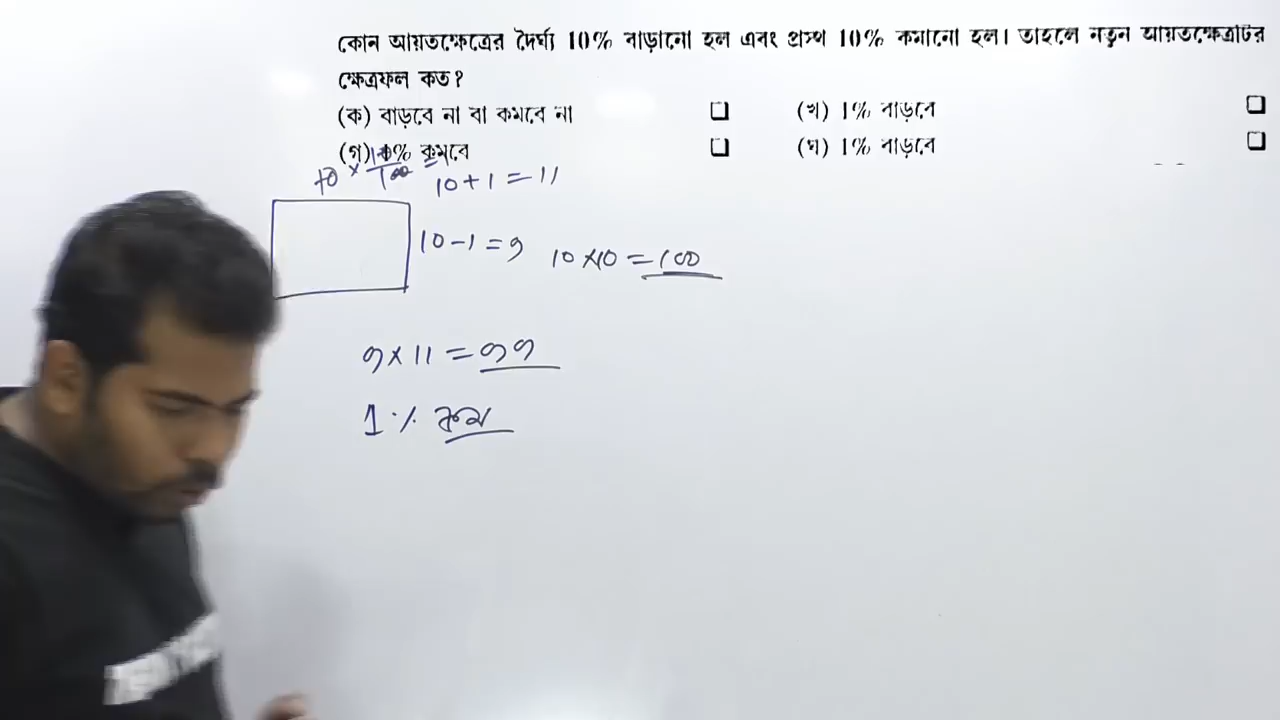 কোন আয়তক্ষেত্রের দৈর্ঘ্য 10% বাড়ানো হল এবং প্রস্থ 10% কমানো হল। তাহলে নতুন আয়তক্ষেত্রটির
ক্ষেত্রফল কত?
(ক) বাড়বে না বা কমবে না (খ) 1% বাড়বে
(গ) % কমবে (ঘ) 1% বাড়বে
10 × 10/100 = 1
10 + 1 = 11
10 - 1 = 9
10 × 10 = 100
9 × 11 = 99
1% কম